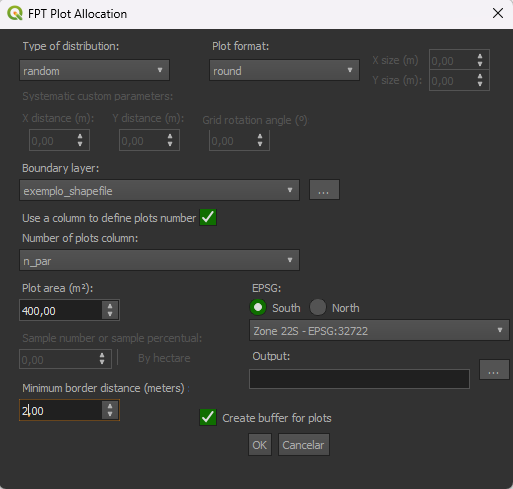 FPT Plot Allocation
Type of distribution: Plot format:
random round X size (m) 0,00
Y size (m): 0,00
Systematic custom parameters:
X distance (m): Y distance (m): Grid rotation angle (º)
0,00 0,00 0,00
Boundary layer:
exemplo_shapefile ...
Use a column to define plots number
Number of plots column:
n_par
Plot area (m²): EPSG:
400,00 South North
Sample number or sample percentual: Zone 22S - EPSG:32722
0,00 By hectare Output:
...
Minimum border distance (meters) :
2,00 Create buffer for plots
OK Cancelar